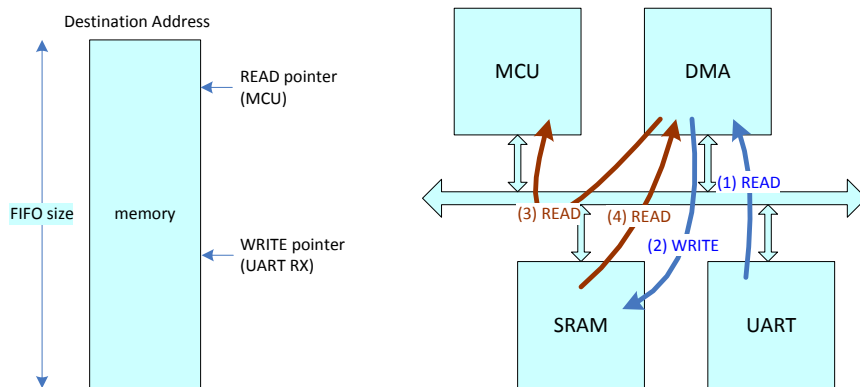 Destination Address
READ pointer
(MCU)
FIFO size
memory
WRITE pointer
(UART RX)
MCU
DMA
(1) READ
(3) READ
(4) READ
(2) WRITE
SRAM
UART